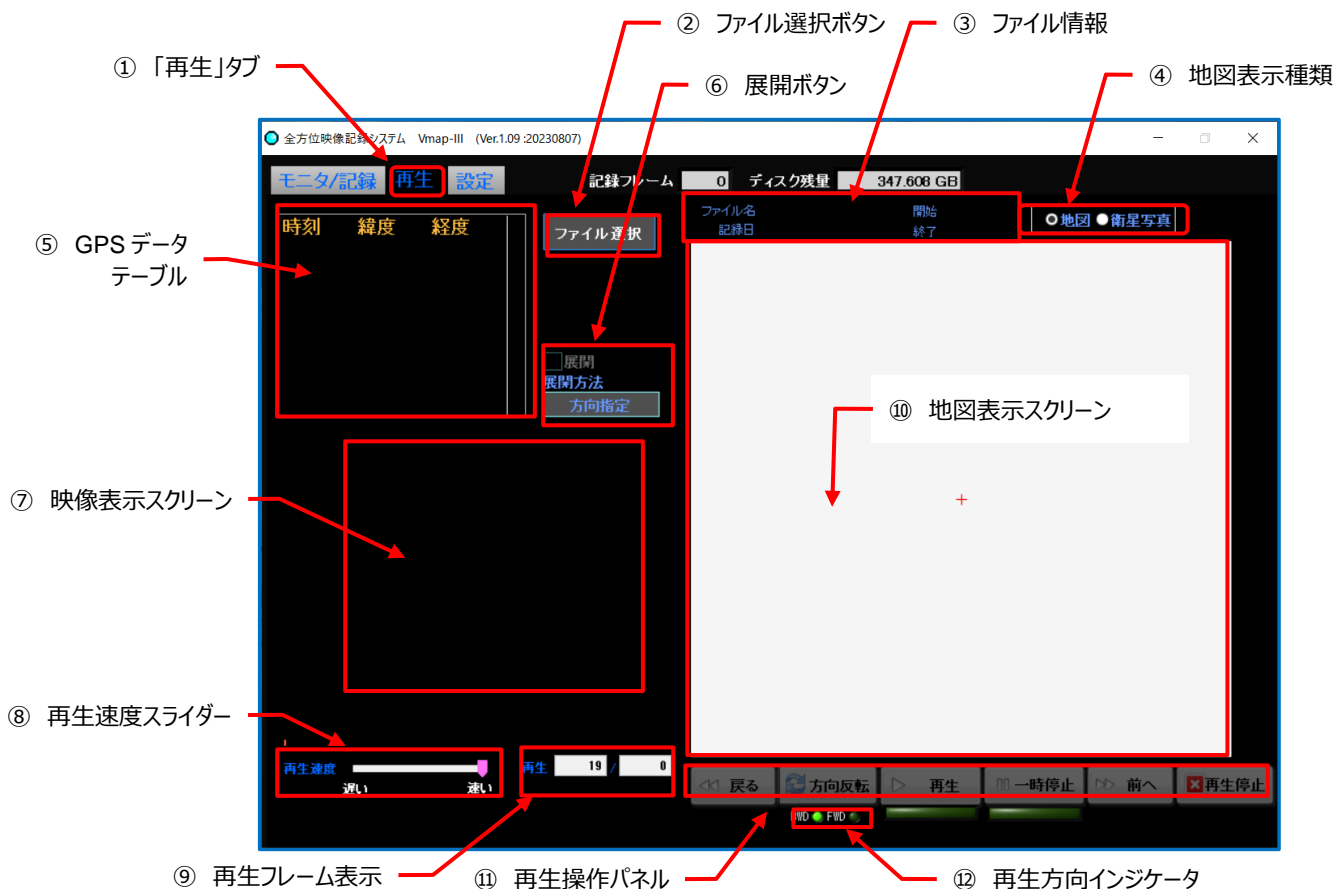 ② ファイル選択ボタン
③ ファイル情報
① 「再生」タブ
⑥ 展開ボタン
④ 地図表示種類
全方位映像記録システム Vmap-III (Ver.1.09 :20230807)
モニタ/記録 再生 設定 記録フレーム 0 ディスク残量 347.608 GB
ファイル名 開始
記録日 終了
地図 衛星写真
時刻 緯度 経度
ファイル選択
⑤ GPS データ
テーブル
展開
展開方法
方向指定
⑩ 地図表示スクリーン
⑦ 映像表示スクリーン
⑧ 再生速度スライダー
再生速度
遅い 速い
再生 19 / 0
戻る 方向反転 再生 一時停止 前へ 再生停止
BWD FWD
⑨ 再生フレーム表示
⑪ 再生操作パネル
⑫ 再生方向インジケータ